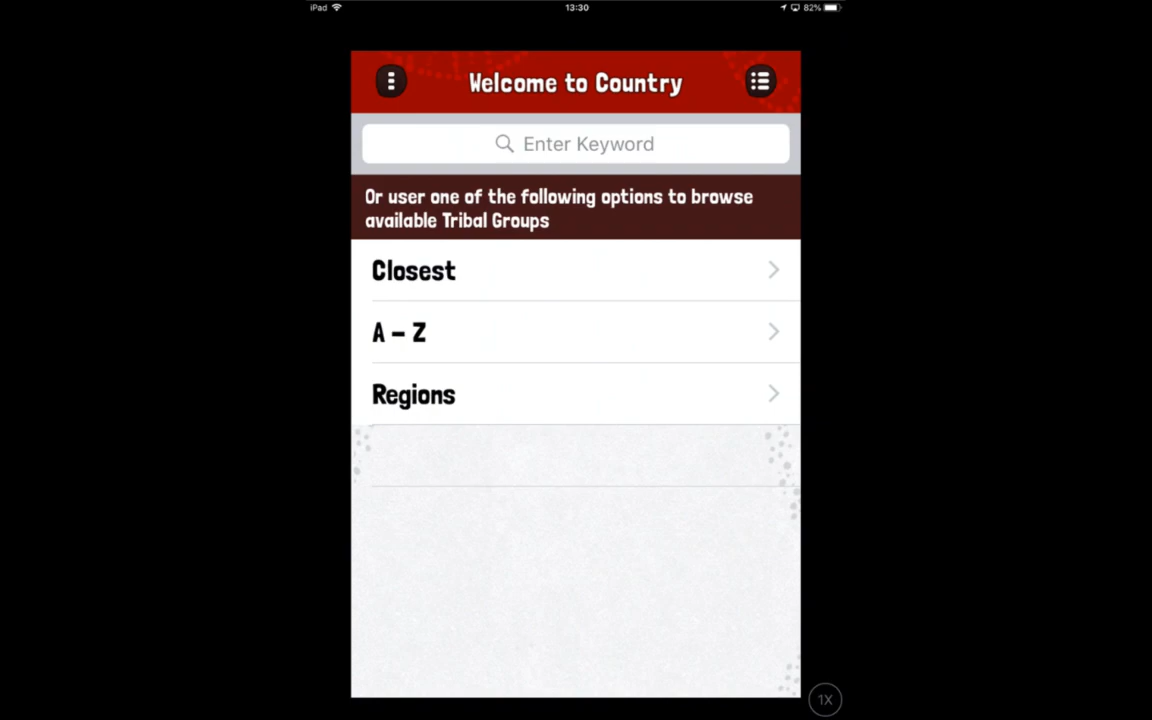 iPad 13:30 82%
Welcome to Country
Enter Keyword
Or user one of the following options to browse
available Tribal Groups
Closest
A – Z
Regions
1X